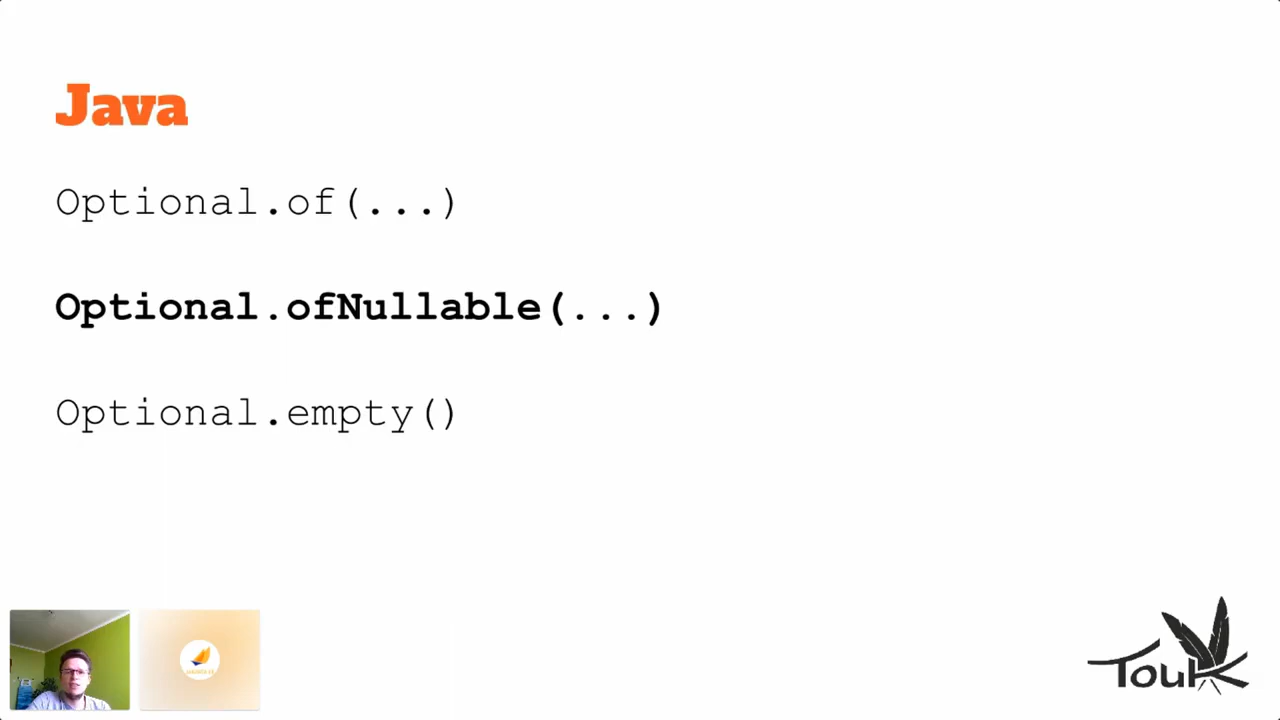 Java
Optional.of(...)
Optional.ofNullable(...)
Optional.empty()
Touk